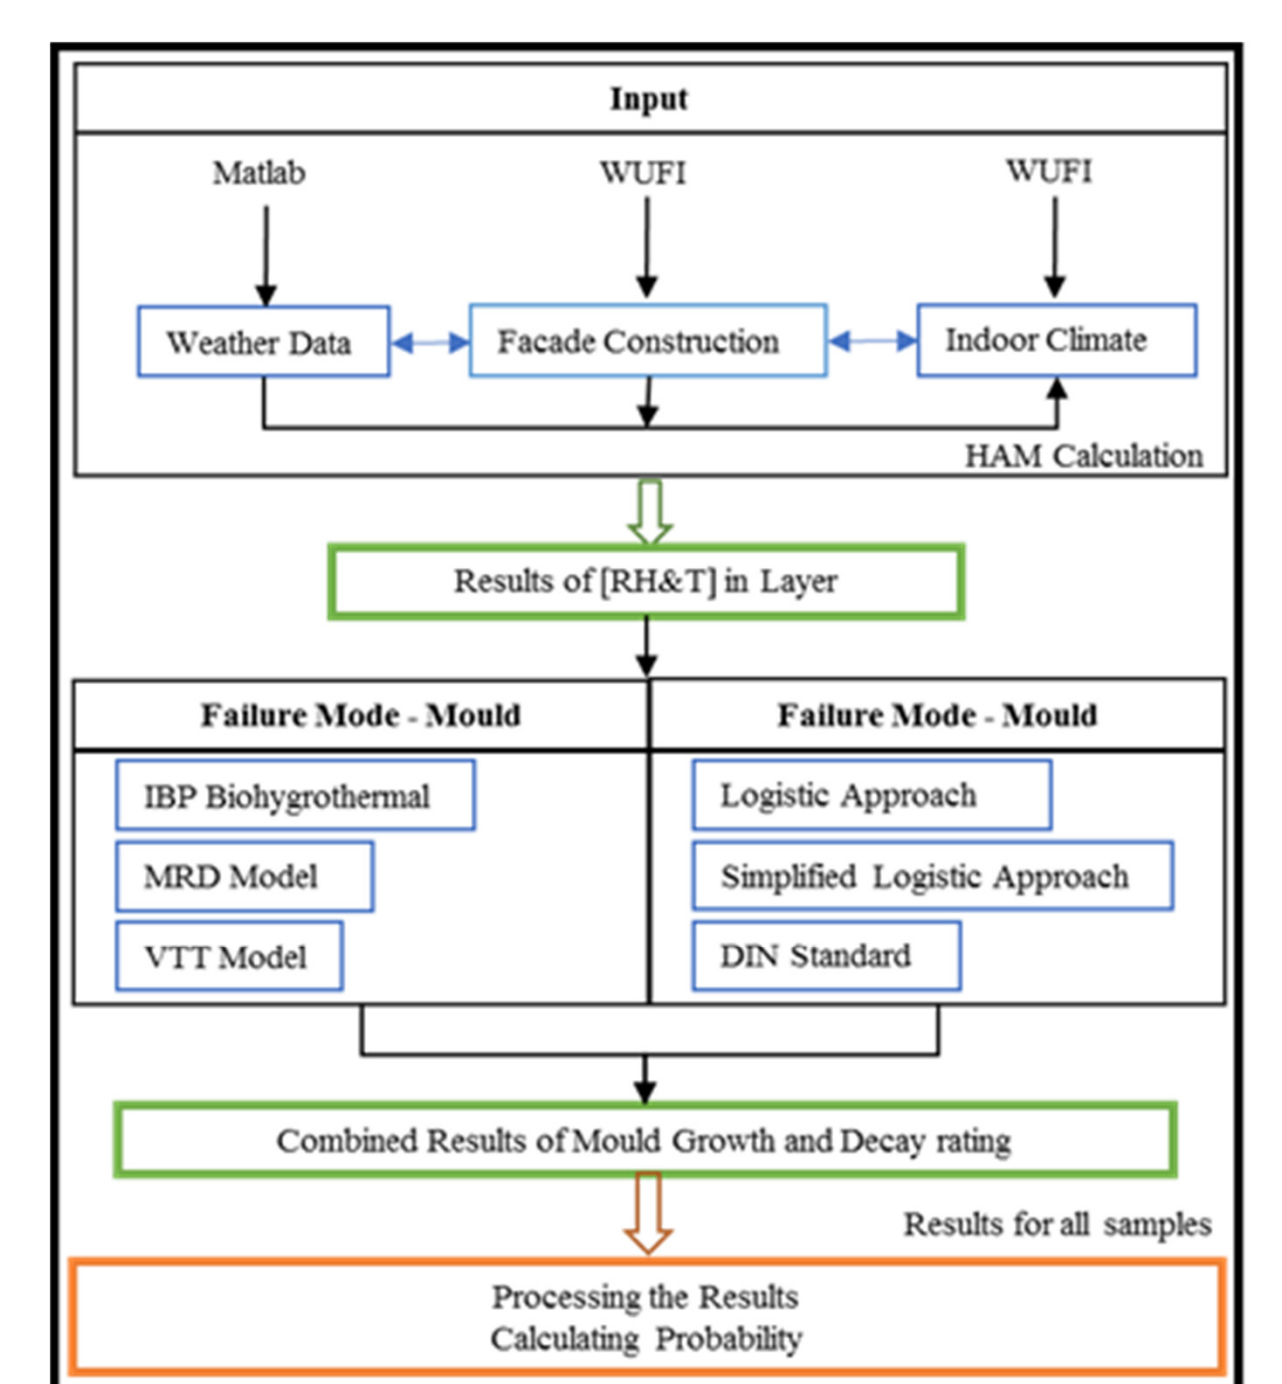 Input
Matlab
WUFI
WUFI
Weather Data
Facade Construction
Indoor Climate
HAM Calculation
Results of [RH&T] in Layer
Failure Mode - Mould
Failure Mode - Mould
IBP Biohygrothermal
MRD Model
VTT Model
Logistic Approach
Simplified Logistic Approach
DIN Standard
Combined Results of Mould Growth and Decay rating
Results for all samples
Processing the Results
Calculating Probability